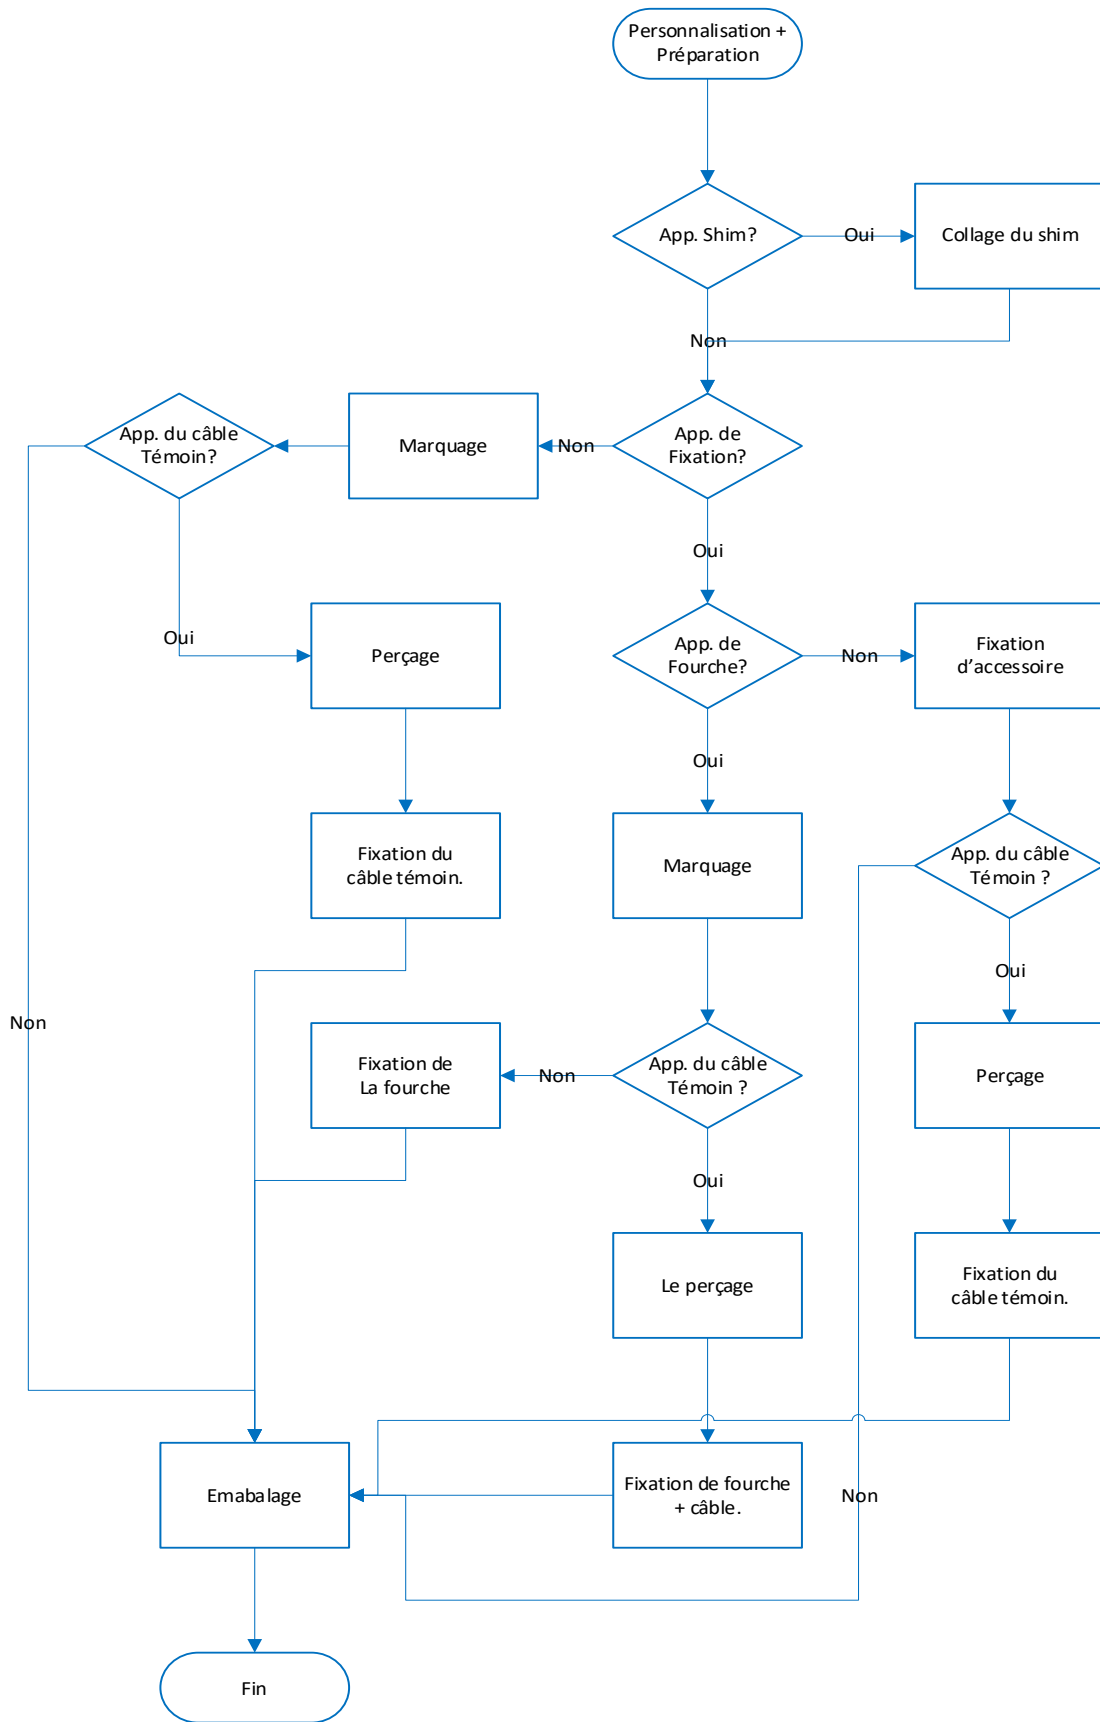 Personnalisation +
Préparation
App. Shim?
Oui
Collage du shim
Non
App. du câble
Témoin?
Marquage
Non
App. de
Fixation?
Oui
Oui
Perçage
App. de
Fourche?
Non
Fixation
d’accessoire
Oui
Fixation du
câble témoin.
Marquage
App. du câble
Témoin ?
Oui
Non
Fixation de
La fourche
Non
App. du câble
Témoin ?
Perçage
Oui
Le perçage
Fixation du
câble témoin.
Emabalage
Fixation de fourche
+ câble.
Non
Fin